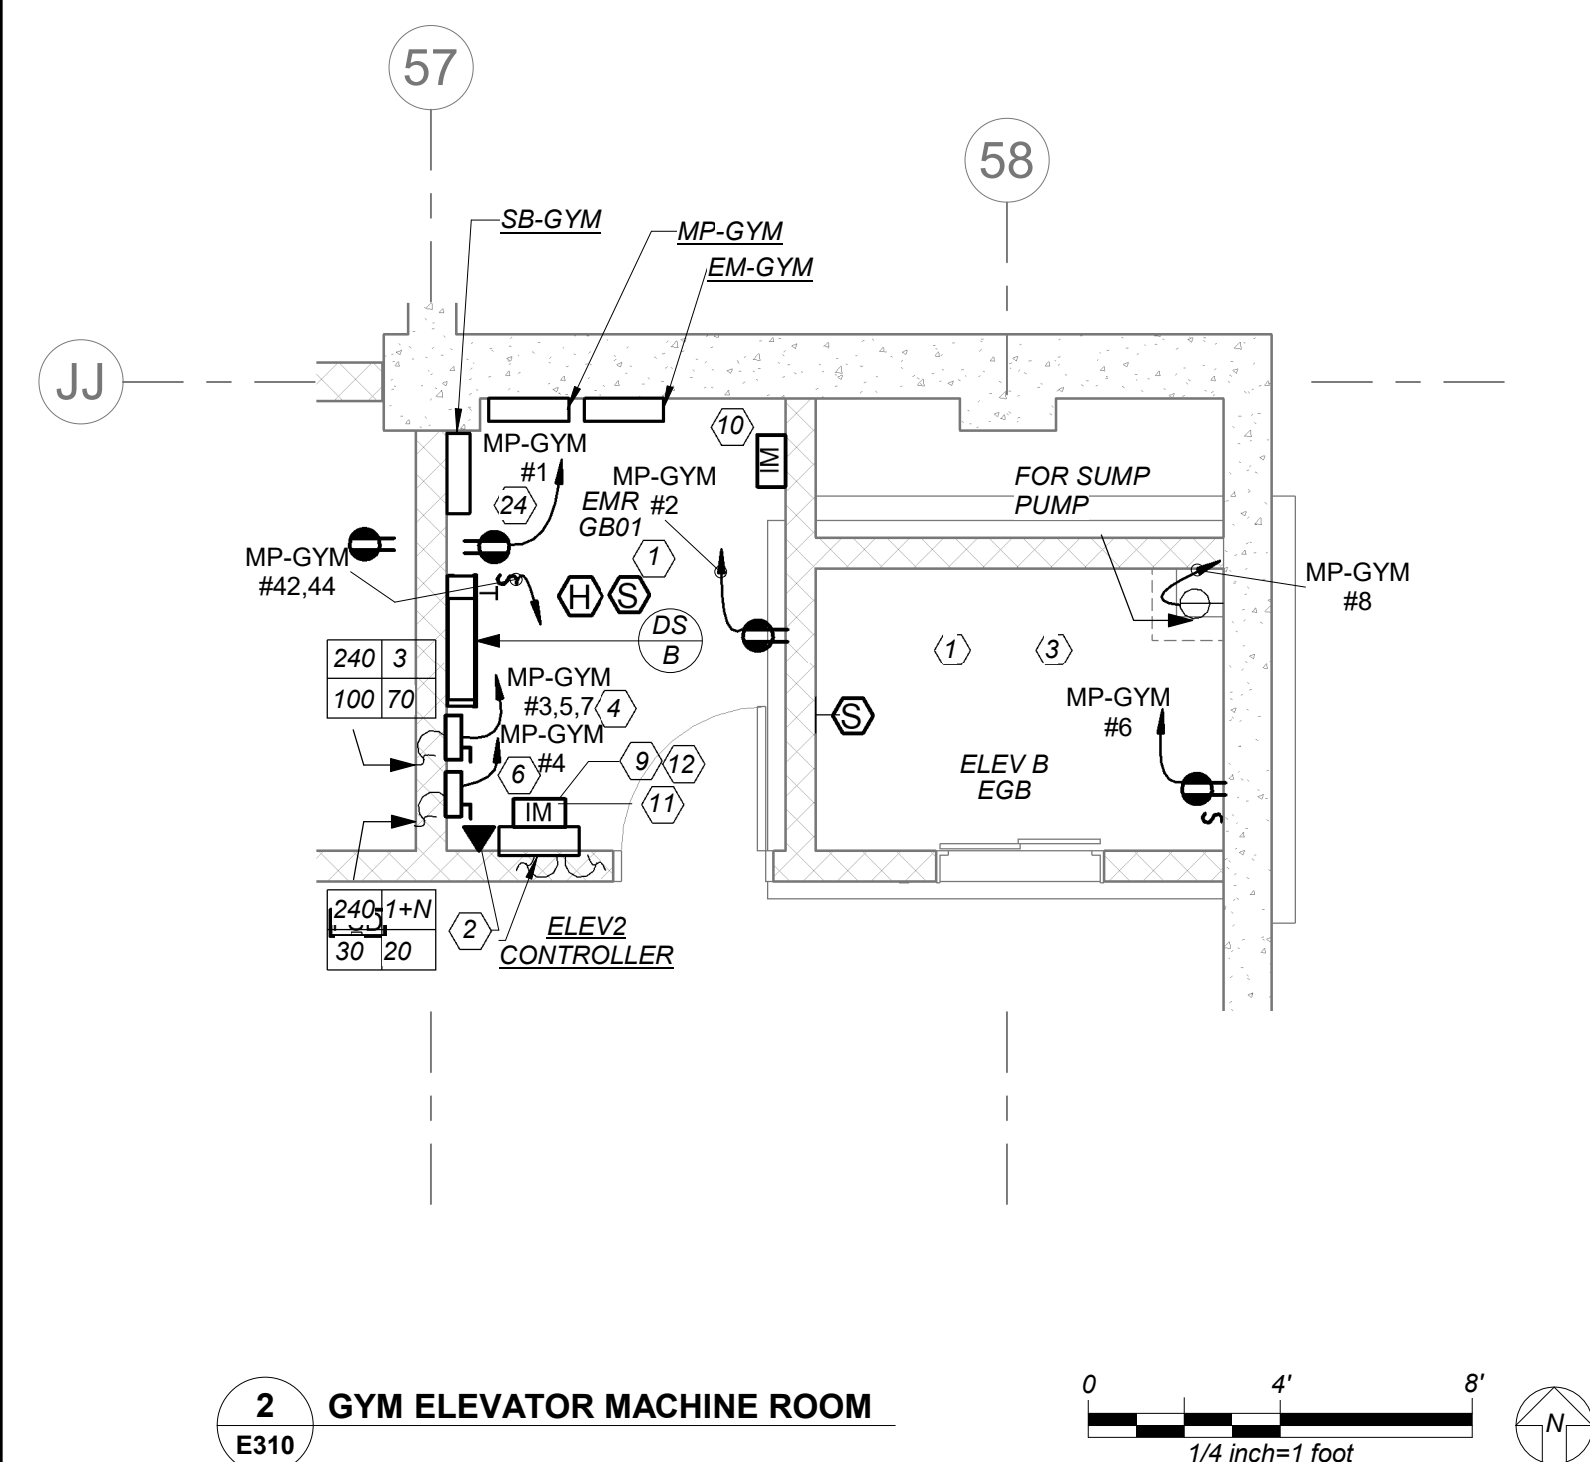 57
58
SB-GYM
MP-GYM
EM-GYM
JJ
10
IM
MP-GYM
#1
24
MP-GYM
#2
EMR
GB01
1
FOR SUMP
PUMP
MP-GYM
#42,44
S
T
H
S
DS
B
MP-GYM
#8
1
3
240 3
100 70
MP-GYM
#3,5,7
4
MP-GYM
#4
6
9
12
11
IM
S
MP-GYM
#6
ELEV B
EGB
S
240 1+N
30 20
2
ELEV2
CONTROLLER
2
E310
GYM ELEVATOR MACHINE ROOM
0 4' 8'
1/4 inch=1 foot
N